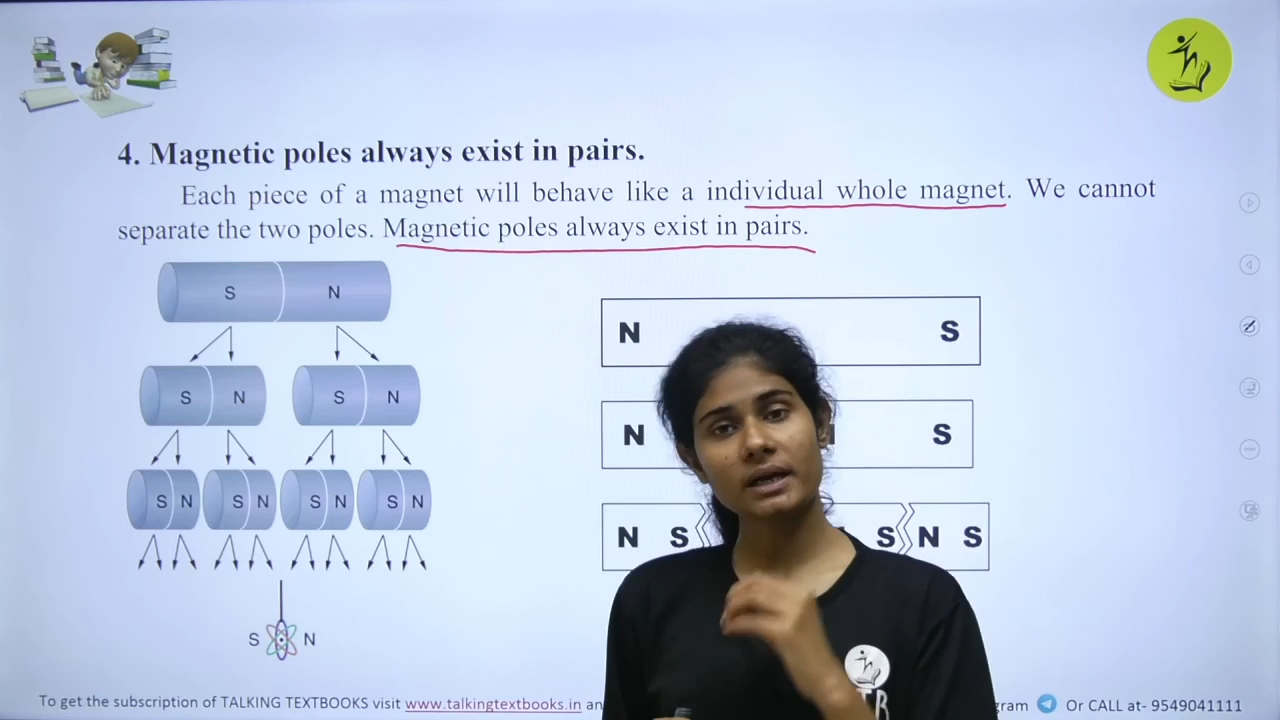 4. Magnetic poles always exist in pairs.
Each piece of a magnet will behave like a individual whole magnet. We cannot
separate the two poles. Magnetic poles always exist in pairs.
S N
N S
S N S N
N S
S N S N S N S N
N S S N S
S N
To get the subscription of TALKING TEXTBOOKS visit www.talkingtextbooks.in an
gram Or CALL at- 9549041111